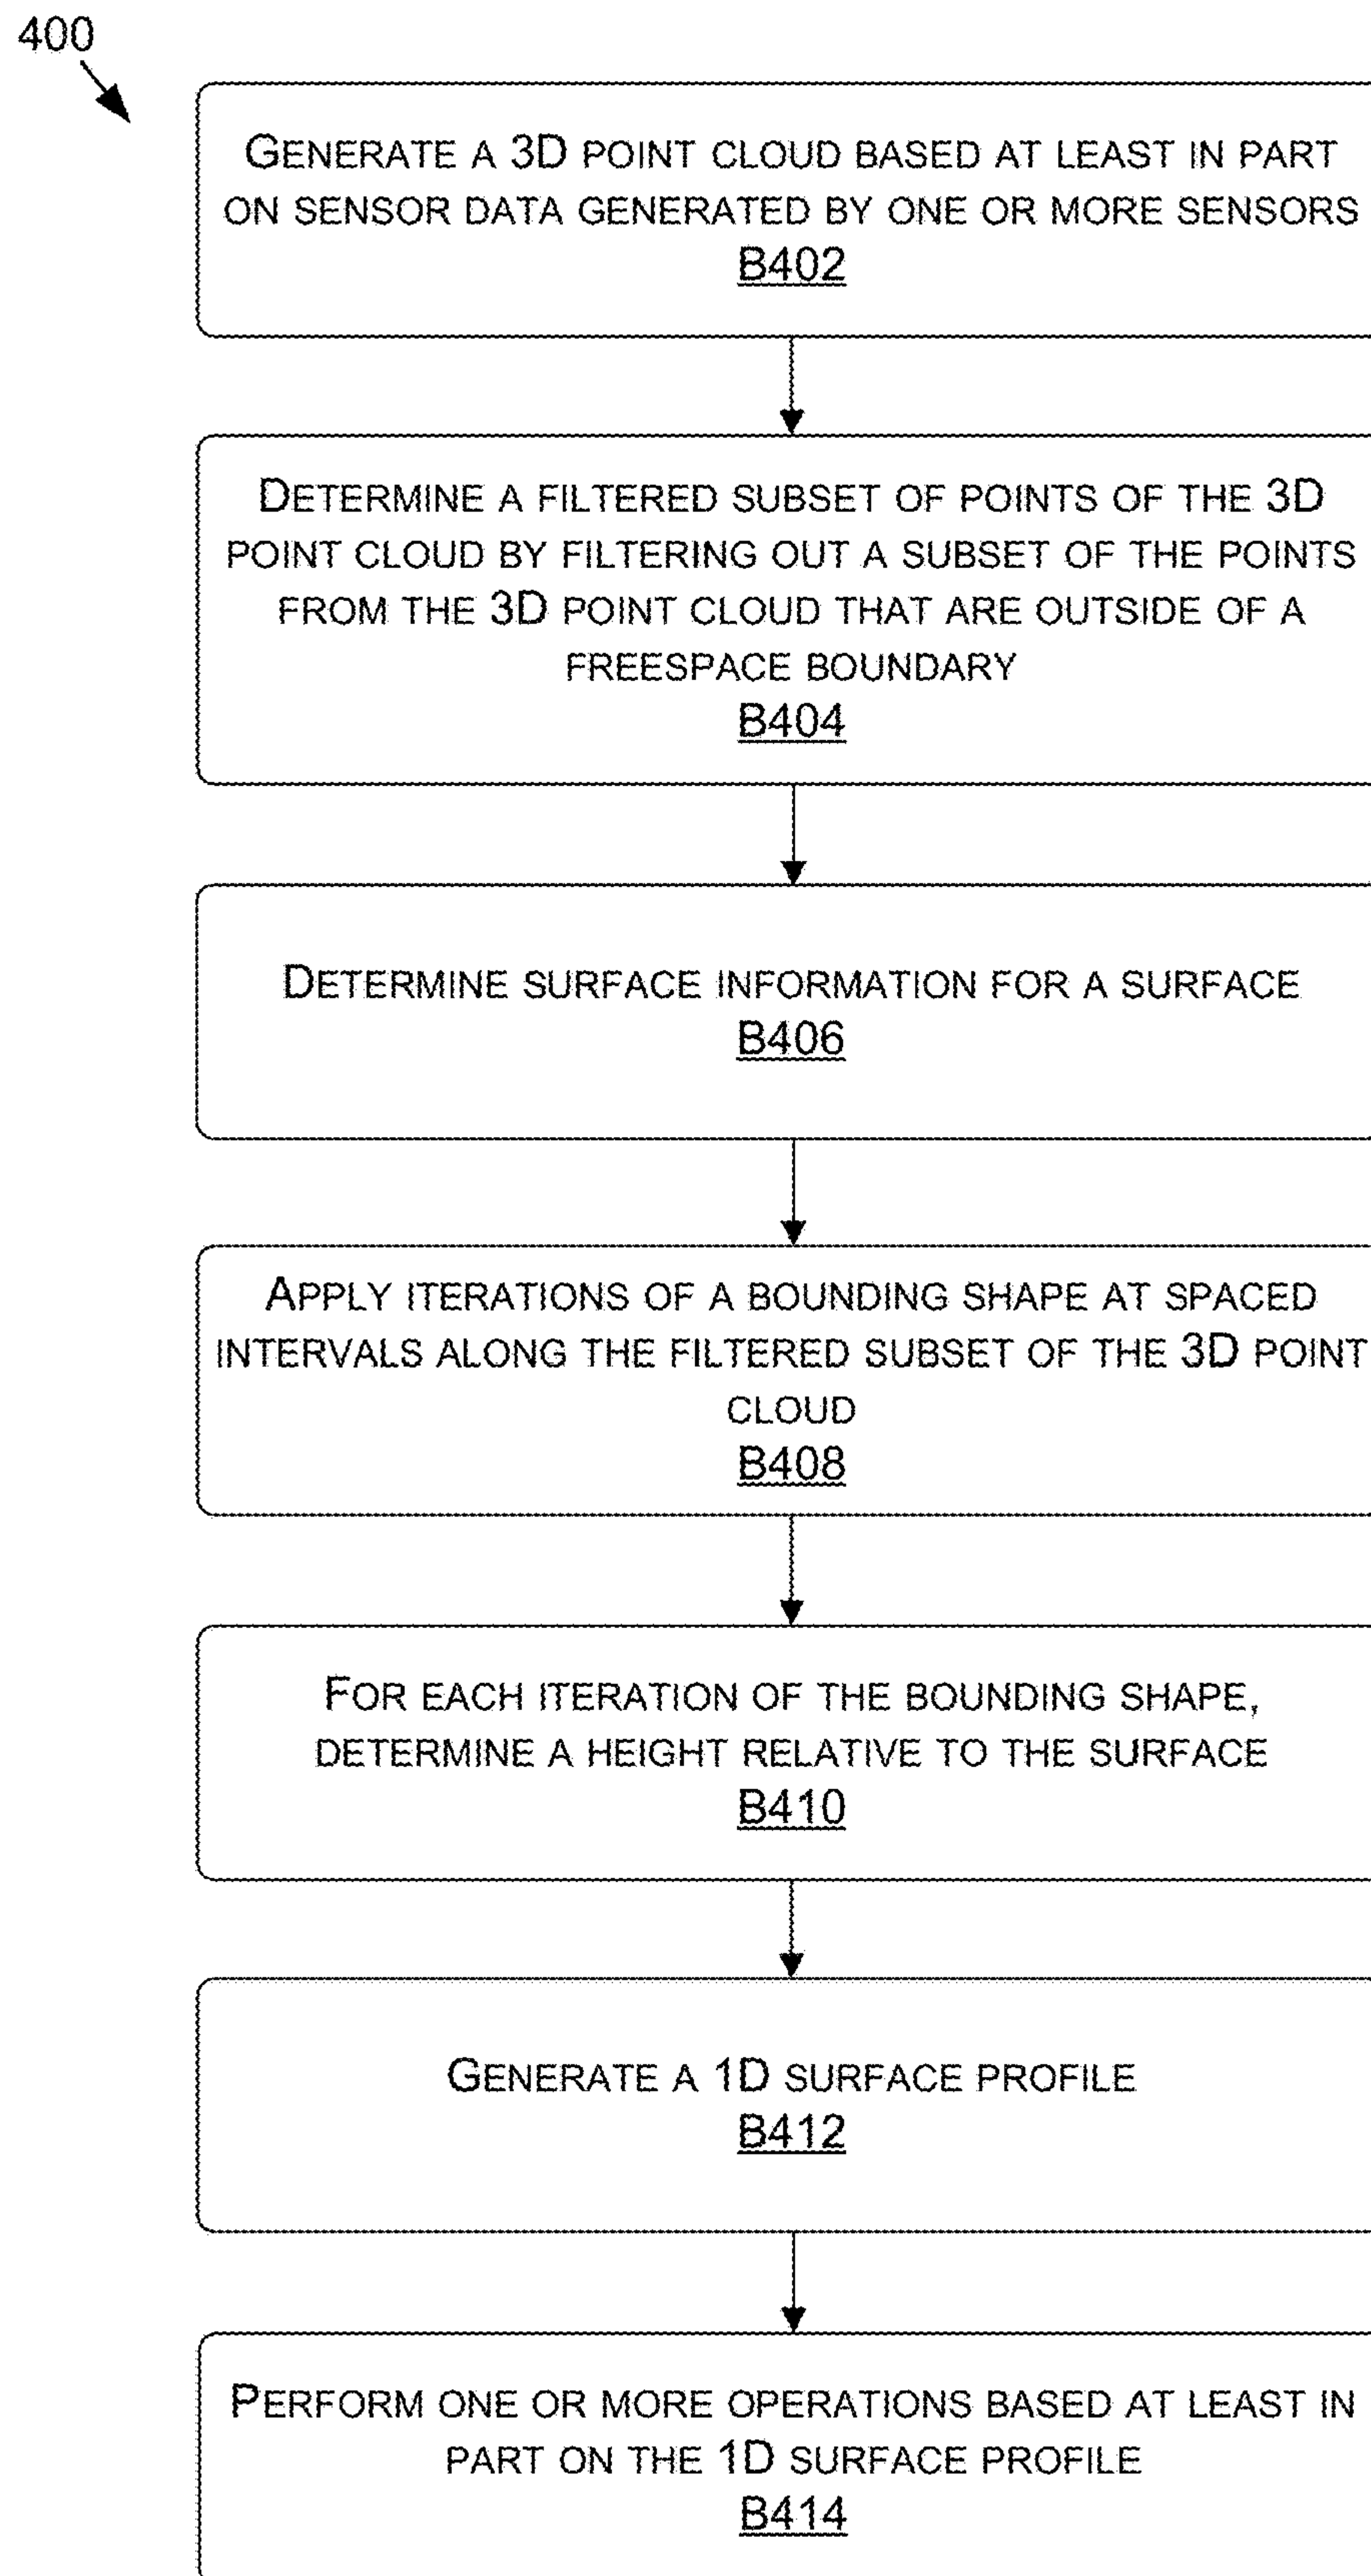 400
GENERATE A 3D POINT CLOUD BASED AT LEAST IN PART
ON SENSOR DATA GENERATED BY ONE OR MORE SENSORS
B402
DETERMINE A FILTERED SUBSET OF POINTS OF THE 3D
POINT CLOUD BY FILTERING OUT A SUBSET OF THE POINTS
FROM THE 3D POINT CLOUD THAT ARE OUTSIDE OF A
FREESPACE BOUNDARY
B404
DETERMINE SURFACE INFORMATION FOR A SURFACE
B406
APPLY ITERATIONS OF A BOUNDING SHAPE AT SPACED
INTERVALS ALONG THE FILTERED SUBSET OF THE 3D POINT
CLOUD
B408
FOR EACH ITERATION OF THE BOUNDING SHAPE,
DETERMINE A HEIGHT RELATIVE TO THE SURFACE
B410
GENERATE A 1D SURFACE PROFILE
B412
PERFORM ONE OR MORE OPERATIONS BASED AT LEAST IN
PART ON THE 1D SURFACE PROFILE
B414